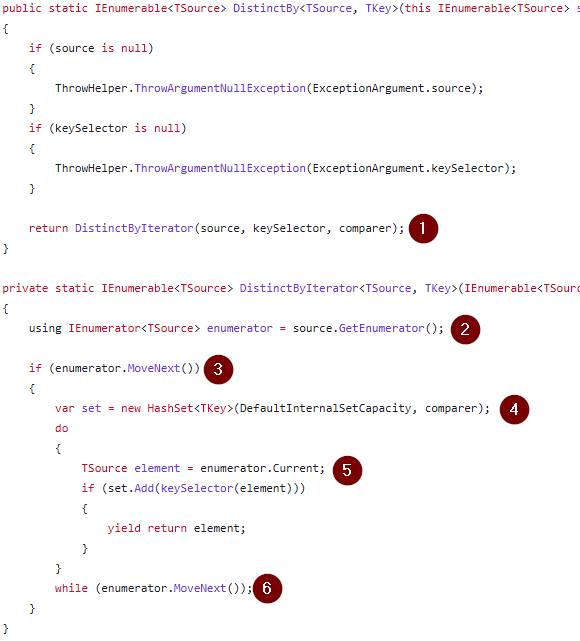 public static IEnumerable<TSource> DistinctBy<TSource, TKey>(this IEnumerable<TSource> s
{
if (source is null)
{
ThrowHelper.ThrowArgumentNullException(ExceptionArgument.source);
}
if (keySelector is null)
{
ThrowHelper.ThrowArgumentNullException(ExceptionArgument.keySelector);
}
return DistinctByIterator(source, keySelector, comparer); 1
}
private static IEnumerable<TSource> DistinctByIterator<TSource, TKey>(IEnumerable<TSourc
{
using IEnumerator<TSource> enumerator = source.GetEnumerator(); 2
if (enumerator.MoveNext()) 3
{
var set = new HashSet<TKey>(DefaultInternalSetCapacity, comparer); 4
do
{
TSource element = enumerator.Current; 5
if (set.Add(keySelector(element)))
{
yield return element;
}
}
while (enumerator.MoveNext()); 6
}
}